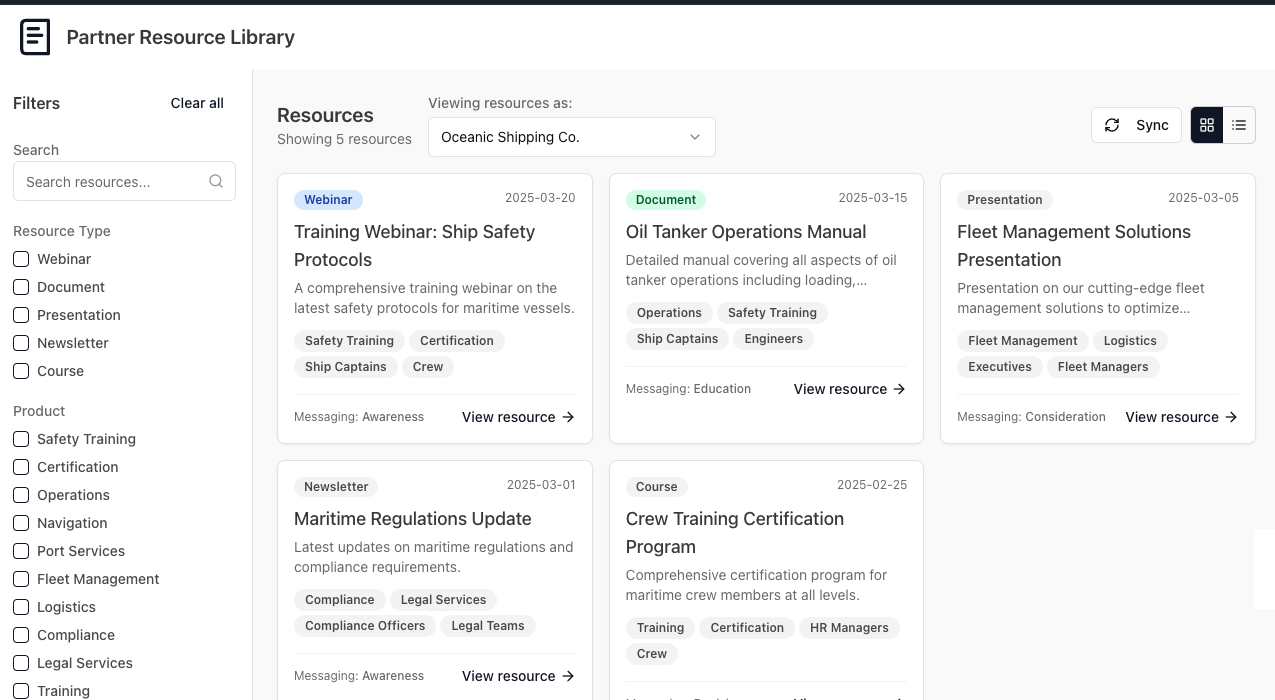 Partner Resource Library
Filters
Clear all
Search
Search resources...
Resource Type
Webinar
Document
Presentation
Newsletter
Course
Product
Safety Training
Certification
Operations
Navigation
Port Services
Fleet Management
Logistics
Compliance
Legal Services
Training
Resources
Showing 5 resources
Viewing resources as:
Oceanic Shipping Co.
Sync
Webinar 2025-03-20
Training Webinar: Ship Safety
Protocols
A comprehensive training webinar on the
latest safety protocols for maritime vessels.
Safety Training Certification
Ship Captains Crew
Messaging: Awareness View resource
Document 2025-03-15
Oil Tanker Operations Manual
Detailed manual covering all aspects of oil
tanker operations including loading,...
Operations Safety Training
Ship Captains Engineers
Messaging: Education View resource
Presentation 2025-03-05
Fleet Management Solutions
Presentation
Presentation on our cutting-edge fleet
management solutions to optimize...
Fleet Management Logistics
Executives Fleet Managers
Messaging: Consideration View resource
Newsletter 2025-03-01
Maritime Regulations Update
Latest updates on maritime regulations and
compliance requirements.
Compliance Legal Services
Compliance Officers Legal Teams
Messaging: Awareness View resource
Course 2025-02-25
Crew Training Certification
Program
Comprehensive certification program for
maritime crew members at all levels.
Training Certification HR Managers
Crew